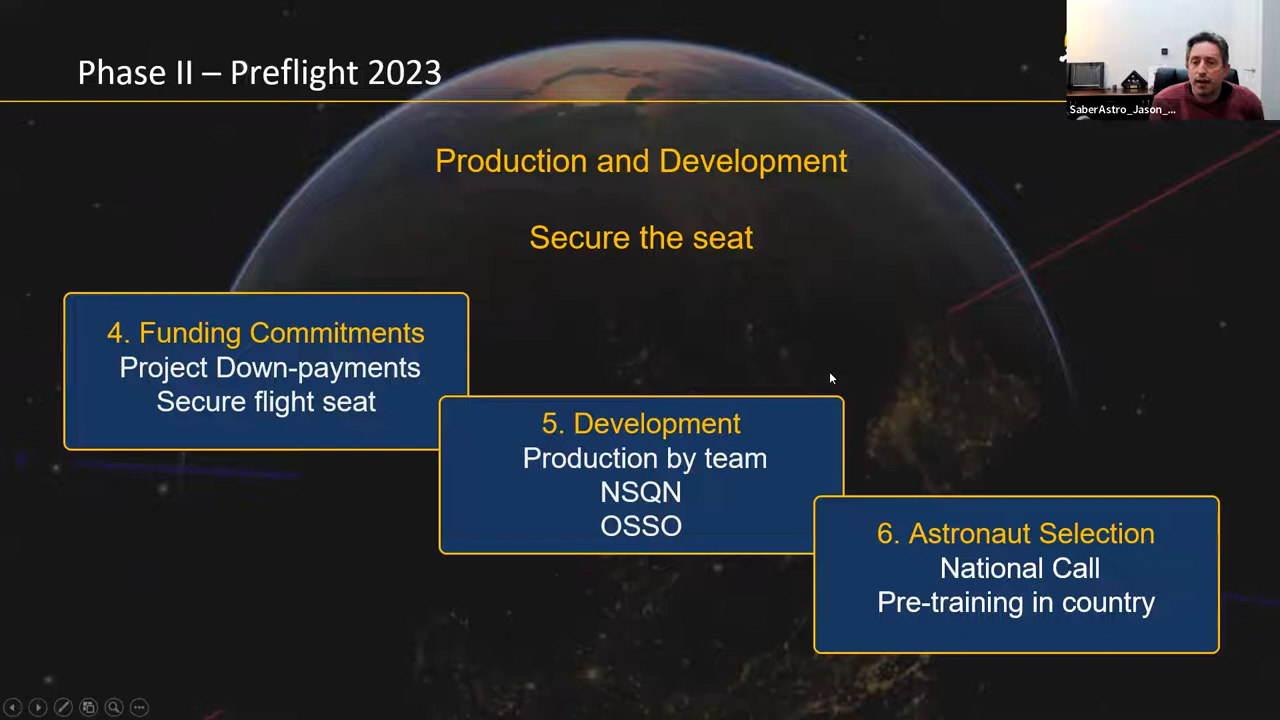 Phase II – Preflight 2023
SaberAstro_Jason_...
Production and Development
Secure the seat
4. Funding Commitments
Project Down-payments
Secure flight seat
5. Development
Production by team
NSQN
OSSO
6. Astronaut Selection
National Call
Pre-training in country